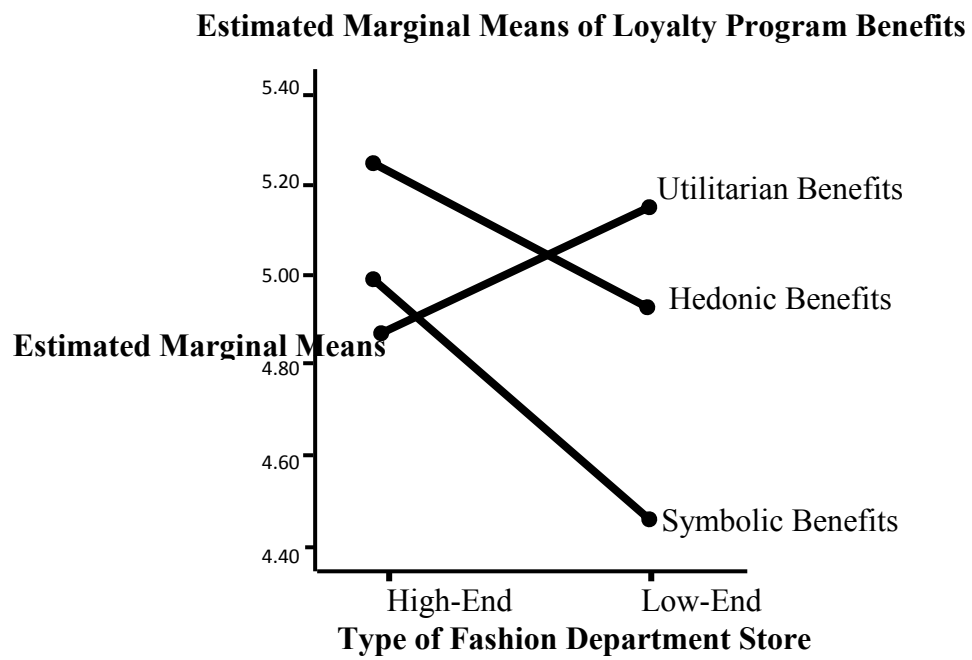 Estimated Marginal Means of Loyalty Program Benefits
5.40
5.20
Utilitarian Benefits
5.00
Hedonic Benefits
Estimated Marginal Means
4.80
4.60
Symbolic Benefits
4.40
High-End Low-End
Type of Fashion Department Store